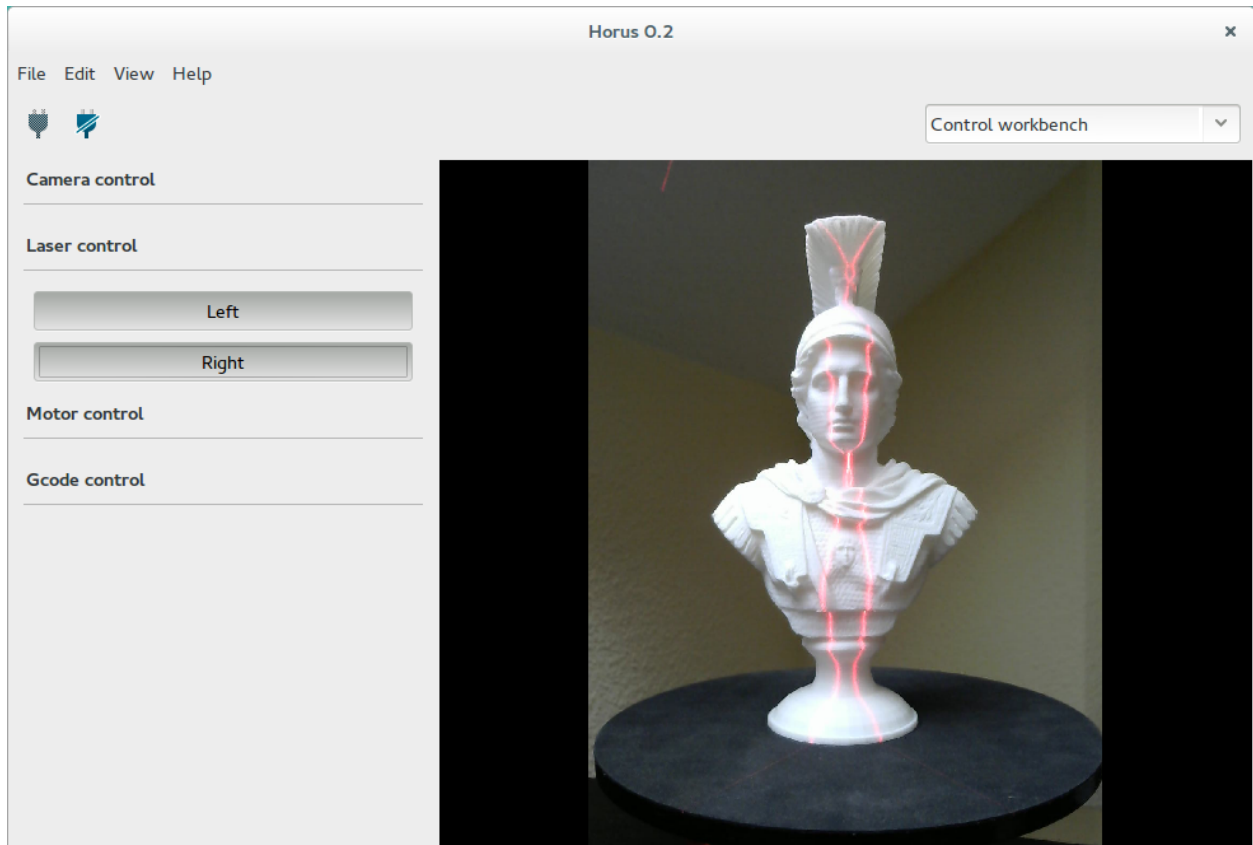 Horus 0.2
File Edit View Help
Control workbench
Camera control
Laser control
Left
Right
Motor control
Gcode control